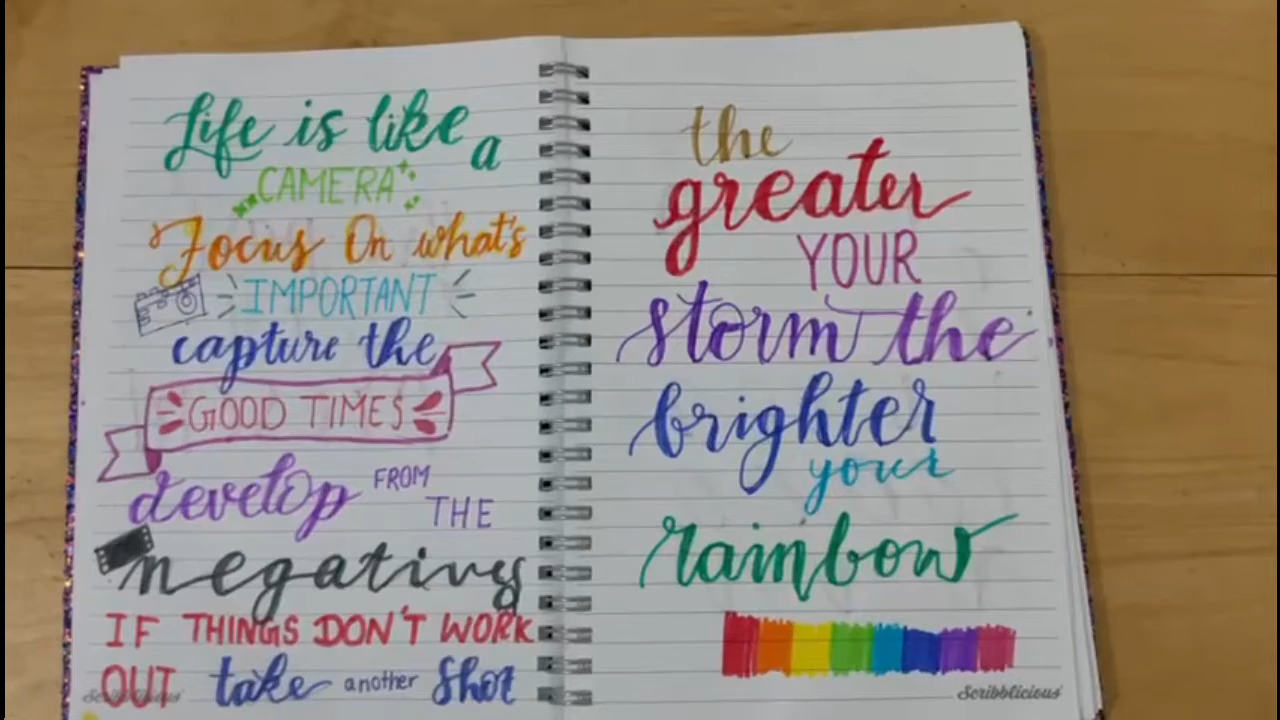 Life is like a
CAMERA
Focus On what's
IMPORTANT
capture the
GOOD TIMES
develop FROM
THE
negatives
IF THINGS DON'T WORK
OUT take another Shot
Scribblicious
the
greater
YOUR
storm the
brighter
your
rainbow
Scribblicious